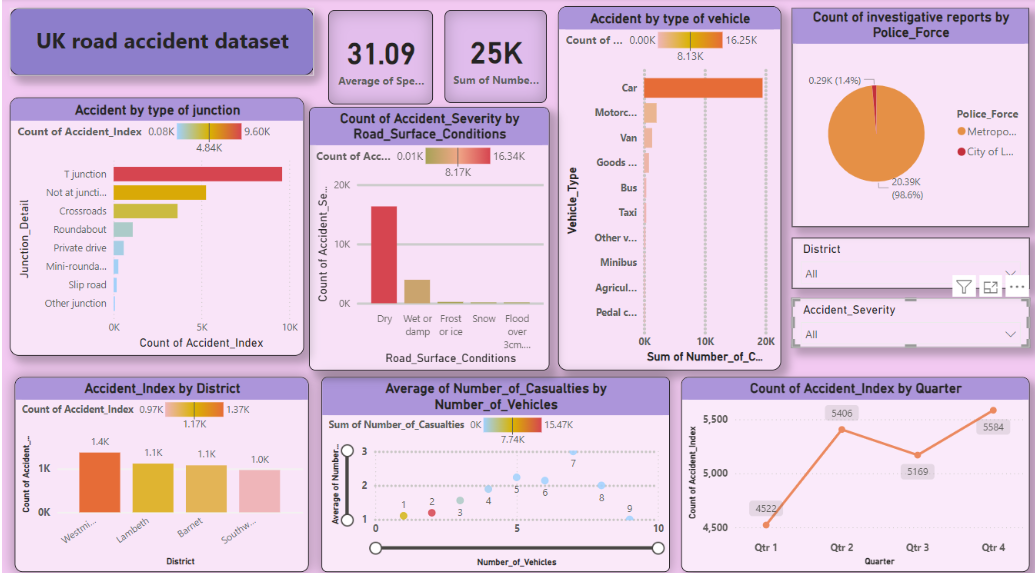 UK road accident dataset
31.09
Average of Spe...
25K
Sum of Numbe...
Accident by type of junction
Count of Accident_Index 0.08K 9.60K
4.84K
Junction_Detail
T junction
Not at juncti...
Crossroads
Roundabout
Private drive
Mini-rounda...
Slip road
Other junction
0K 5K 10K
Count of Accident_Index
Count of Accident_Severity by
Road_Surface_Conditions
Count of Acc... 0.01K 16.34K
8.17K
Count of Accident_Se...
20K
10K
0K
Dry Wet or damp Frost or ice Snow Flood over 3cm....
Road_Surface_Conditions
Accident by type of vehicle
Count of ... 0.00K 16.25K
8.13K
Vehicle_Type
Car
Motorc...
Van
Goods ...
Bus
Taxi
Other v...
Minibus
Agricul...
Pedal c...
0K 10K 20K
Sum of Number_of_C...
Count of investigative reports by
Police_Force
0.29K (1.4%)
20.39K
(98.6%)
Police_Force
Metropo...
City of L...
District
All
Accident_Severity
All
Accident_Index by District
Count of Accident_Index 0.97K 1.37K
1.17K
Count of Accident_...
1K
0K
1.4K 1.1K 1.1K 1.0K
Westmi... Lambeth Barnet Southw...
District
Average of Number_of_Casualties by
Number_of_Vehicles
Sum of Number_of_Casualties 0K 15.47K
7.74K
Average of Number...
3
2
1
1 2 3 4 5 6 7 8 9
0 5 10
Number_of_Vehicles
Count of Accident_Index by Quarter
Count of Accident_Index
5,500
5,000
4,500
4522 5406 5169 5584
Qtr 1 Qtr 2 Qtr 3 Qtr 4
Quarter